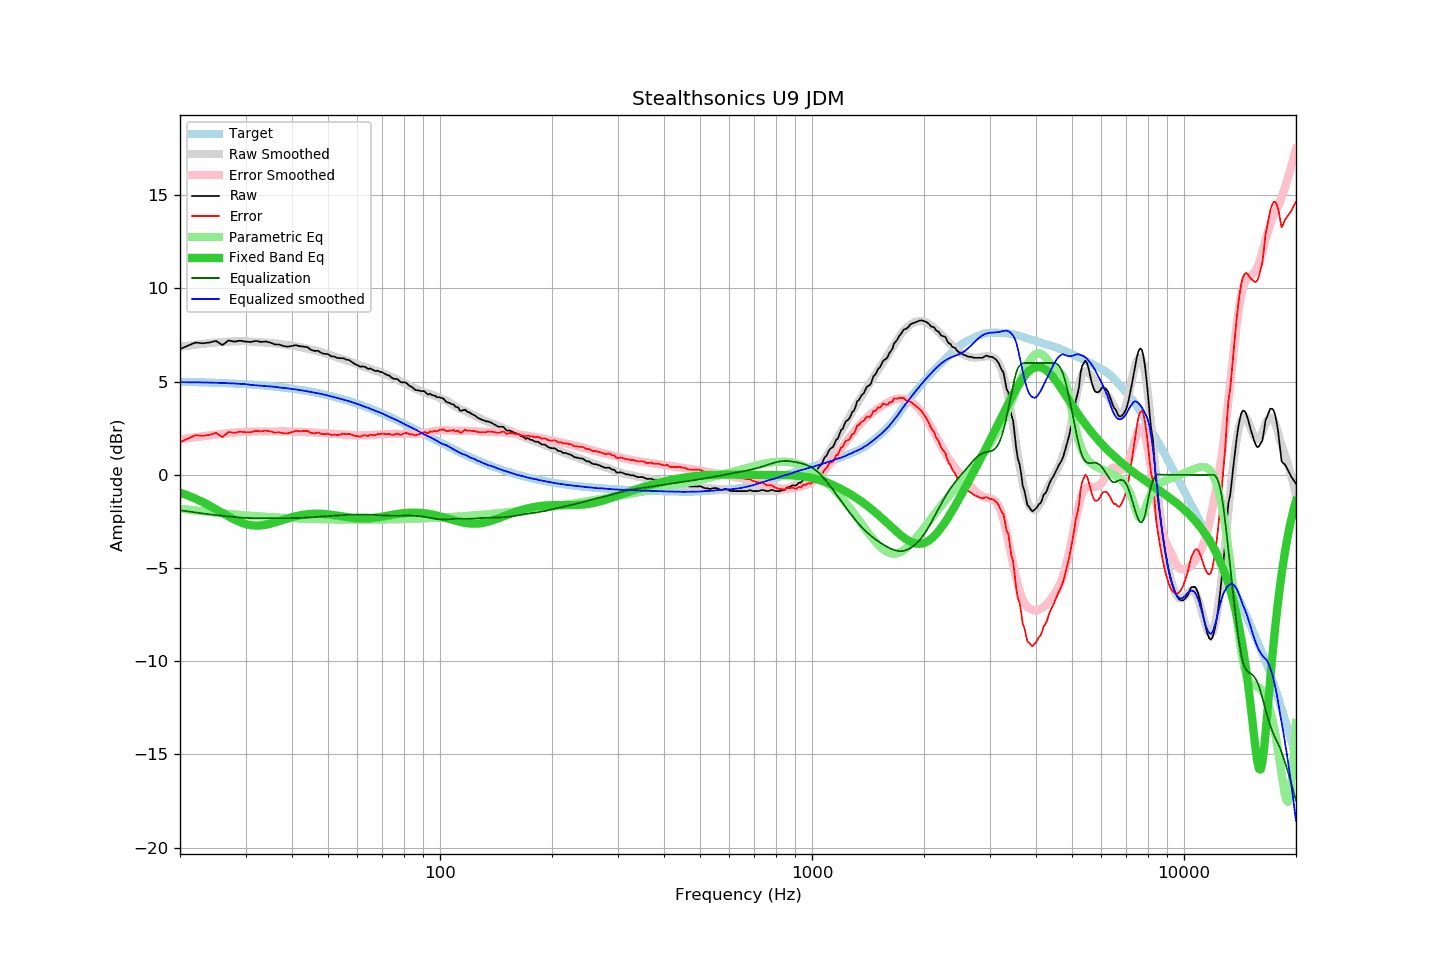 Stealthsonics U9 JDM
Target
Raw Smoothed
Error Smoothed
Raw
Error
Parametric Eq
Fixed Band Eq
Equalization
Equalized smoothed
15
10
5
0
−5
−10
−15
−20
Amplitude (dBr)
100
1000
10000
Frequency (Hz)